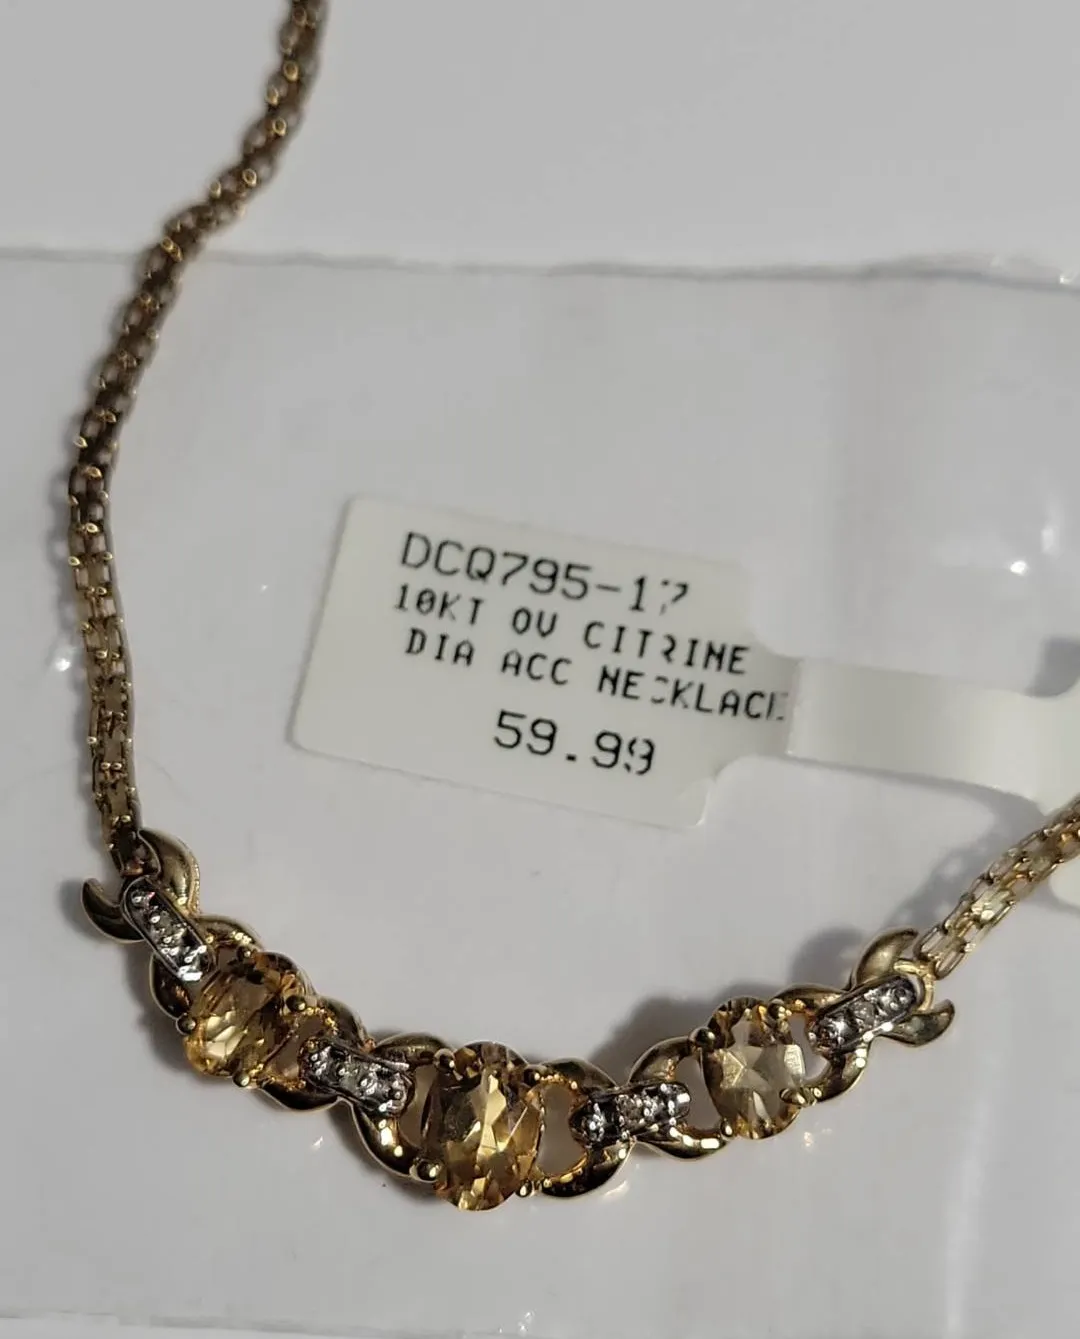 DCQ795-17
10KT OV CITRINE
DIA ACC NECKLACE
59.99